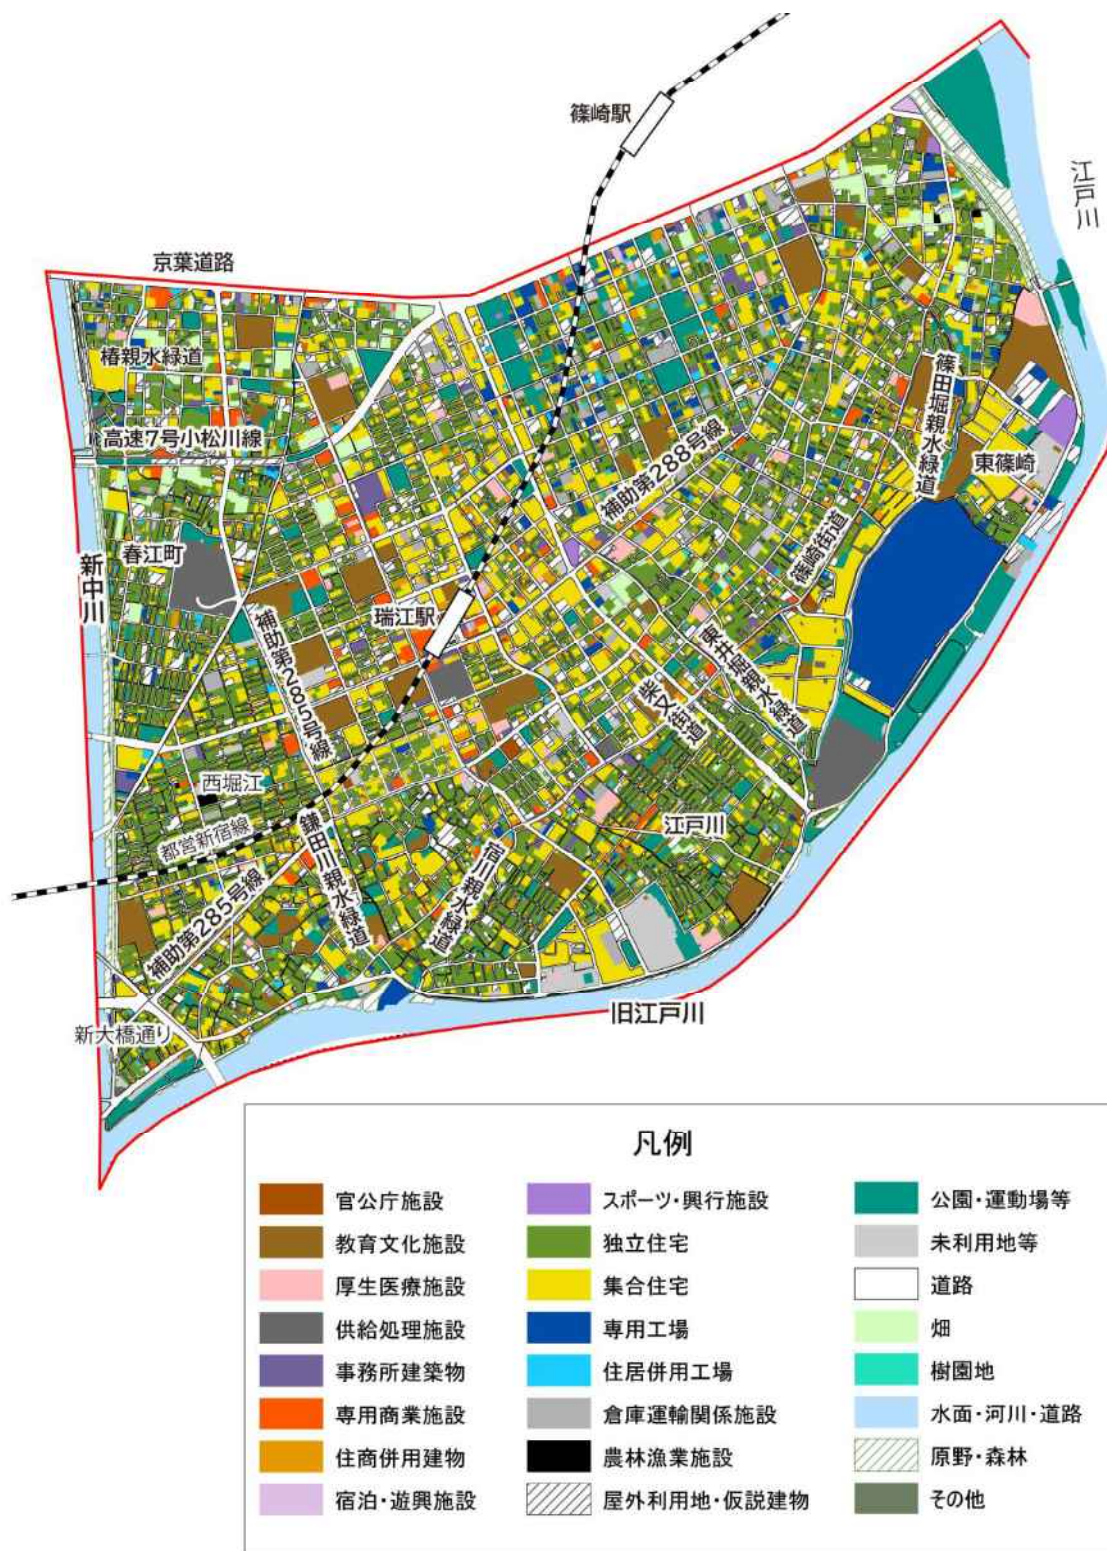 篠崎駅
江戸川
京葉道路
椿親水緑道
高速7号小松川線
篠田堀親水緑道
東篠崎
補助第288号線
篠崎街道
春江町
新中川
瑞江駅
補助第285号線
東井堀親水緑道
柴又街道
西堀江
江戸川
都営新宿線
鎌田川親水緑道
宿川親水緑道
補助第285号線
旧江戸川
新大橋通り
凡例
官公庁施設
教育文化施設
厚生医療施設
供給処理施設
事務所建築物
専用商業施設
住商併用建物
宿泊・遊興施設
スポーツ・興行施設
独立住宅
集合住宅
専用工場
住居併用工場
倉庫運輸関係施設
農林漁業施設
屋外利用地・仮説建物
公園・運動場等
未利用地等
道路
畑
樹園地
水面・河川・道路
原野・森林
その他